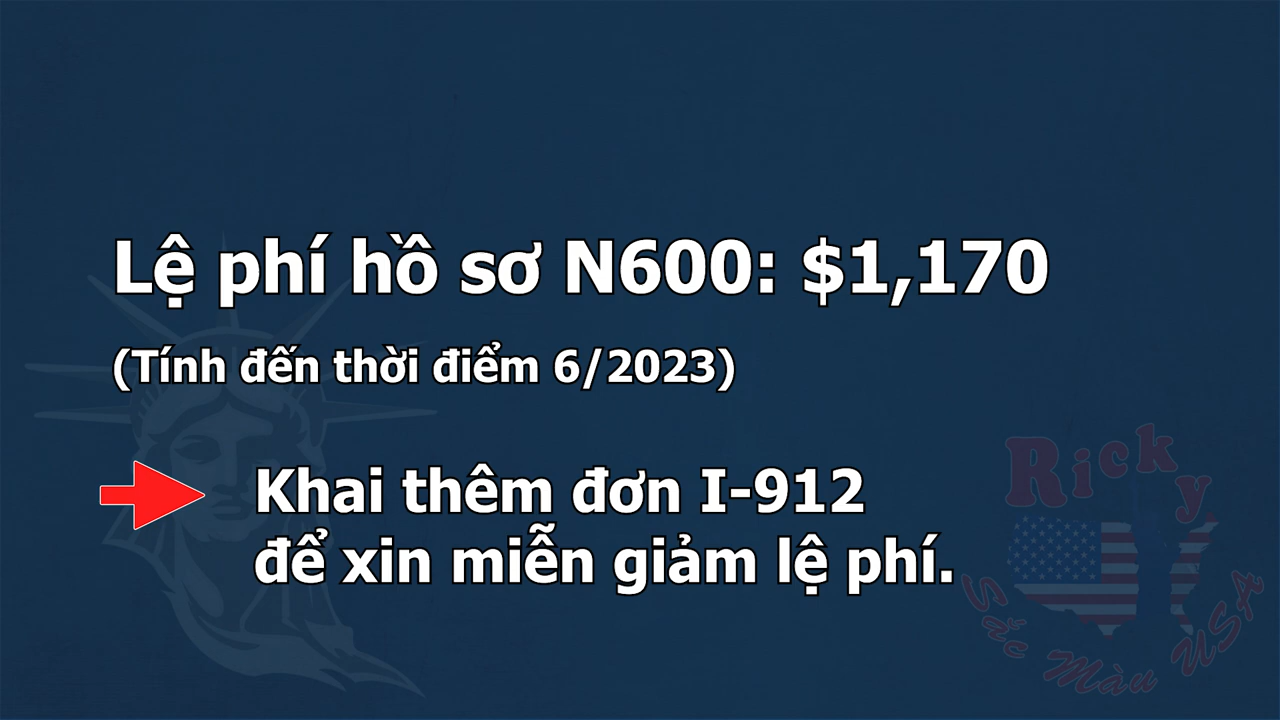 Lệ phí hồ sơ N600: $1,170
(Tính đến thời điểm 6/2023)
Khai thêm đơn I-912
để xin miễn giảm lệ phí.
Ricky
Sắc Màu USA